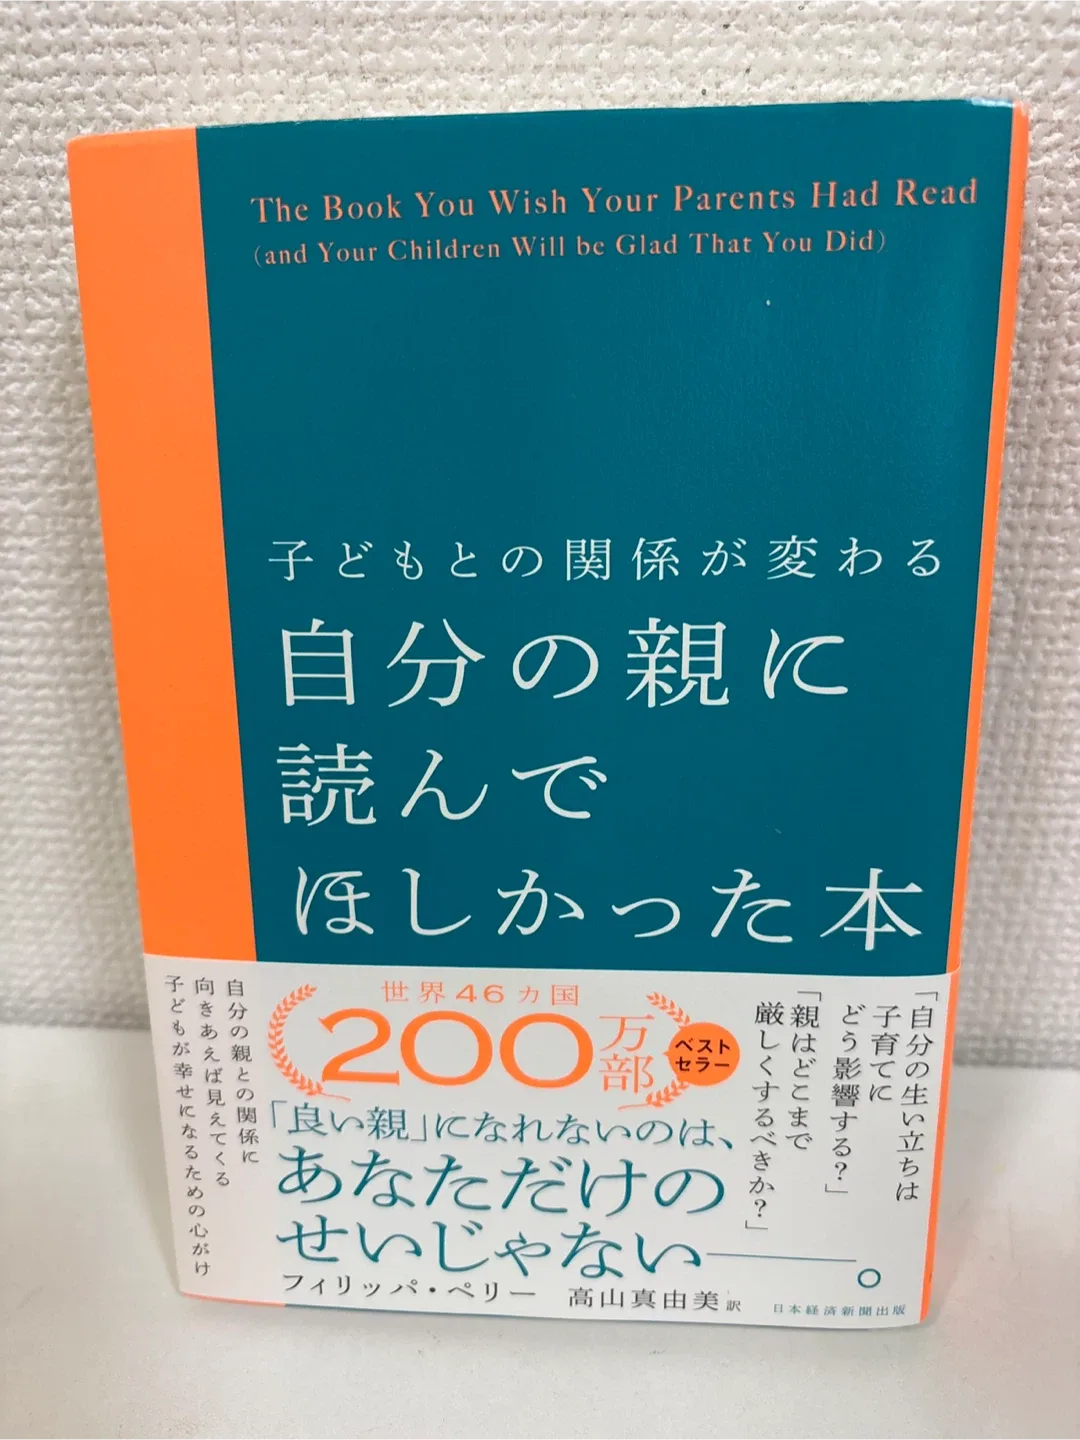 The Book You Wish Your Parents Had Read
(and Your Children Will be Glad That You Did)
子どもとの関係が変わる
自分の親に
読んで
ほしかった本
「自分の生い立ちは
子育てに
どう影響する?」
「親はどこまで
厳しくするべきか?」
世界46ヵ国
200万部
ベスト
セラー
「良い親」になれないのは、
あなただけの
せいじゃない――。
自分の親との関係に
向きあえば見えてくる
子どもが幸せになるための心がけ
フィリッパ・ペリー 高山真由美 訳
日本経済新聞出版